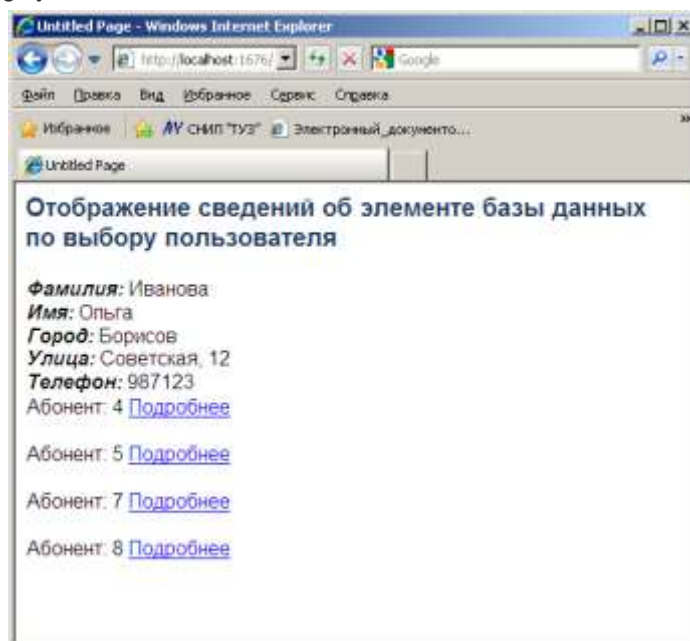 Untitled Page - Windows Internet Explorer
http://localhost:1676/
Google
Файл Правка Вид Избранное Сервис Справка
Избранное СНИП "ТУЗ" Электронный_документо...
Untitled Page
Отображение сведений об элементе базы данных
по выбору пользователя
Фамилия: Иванова
Имя: Ольга
Город: Борисов
Улица: Советская, 12
Телефон: 987123
Абонент: 4 Подробнее
Абонент: 5 Подробнее
Абонент: 7 Подробнее
Абонент: 8 Подробнее